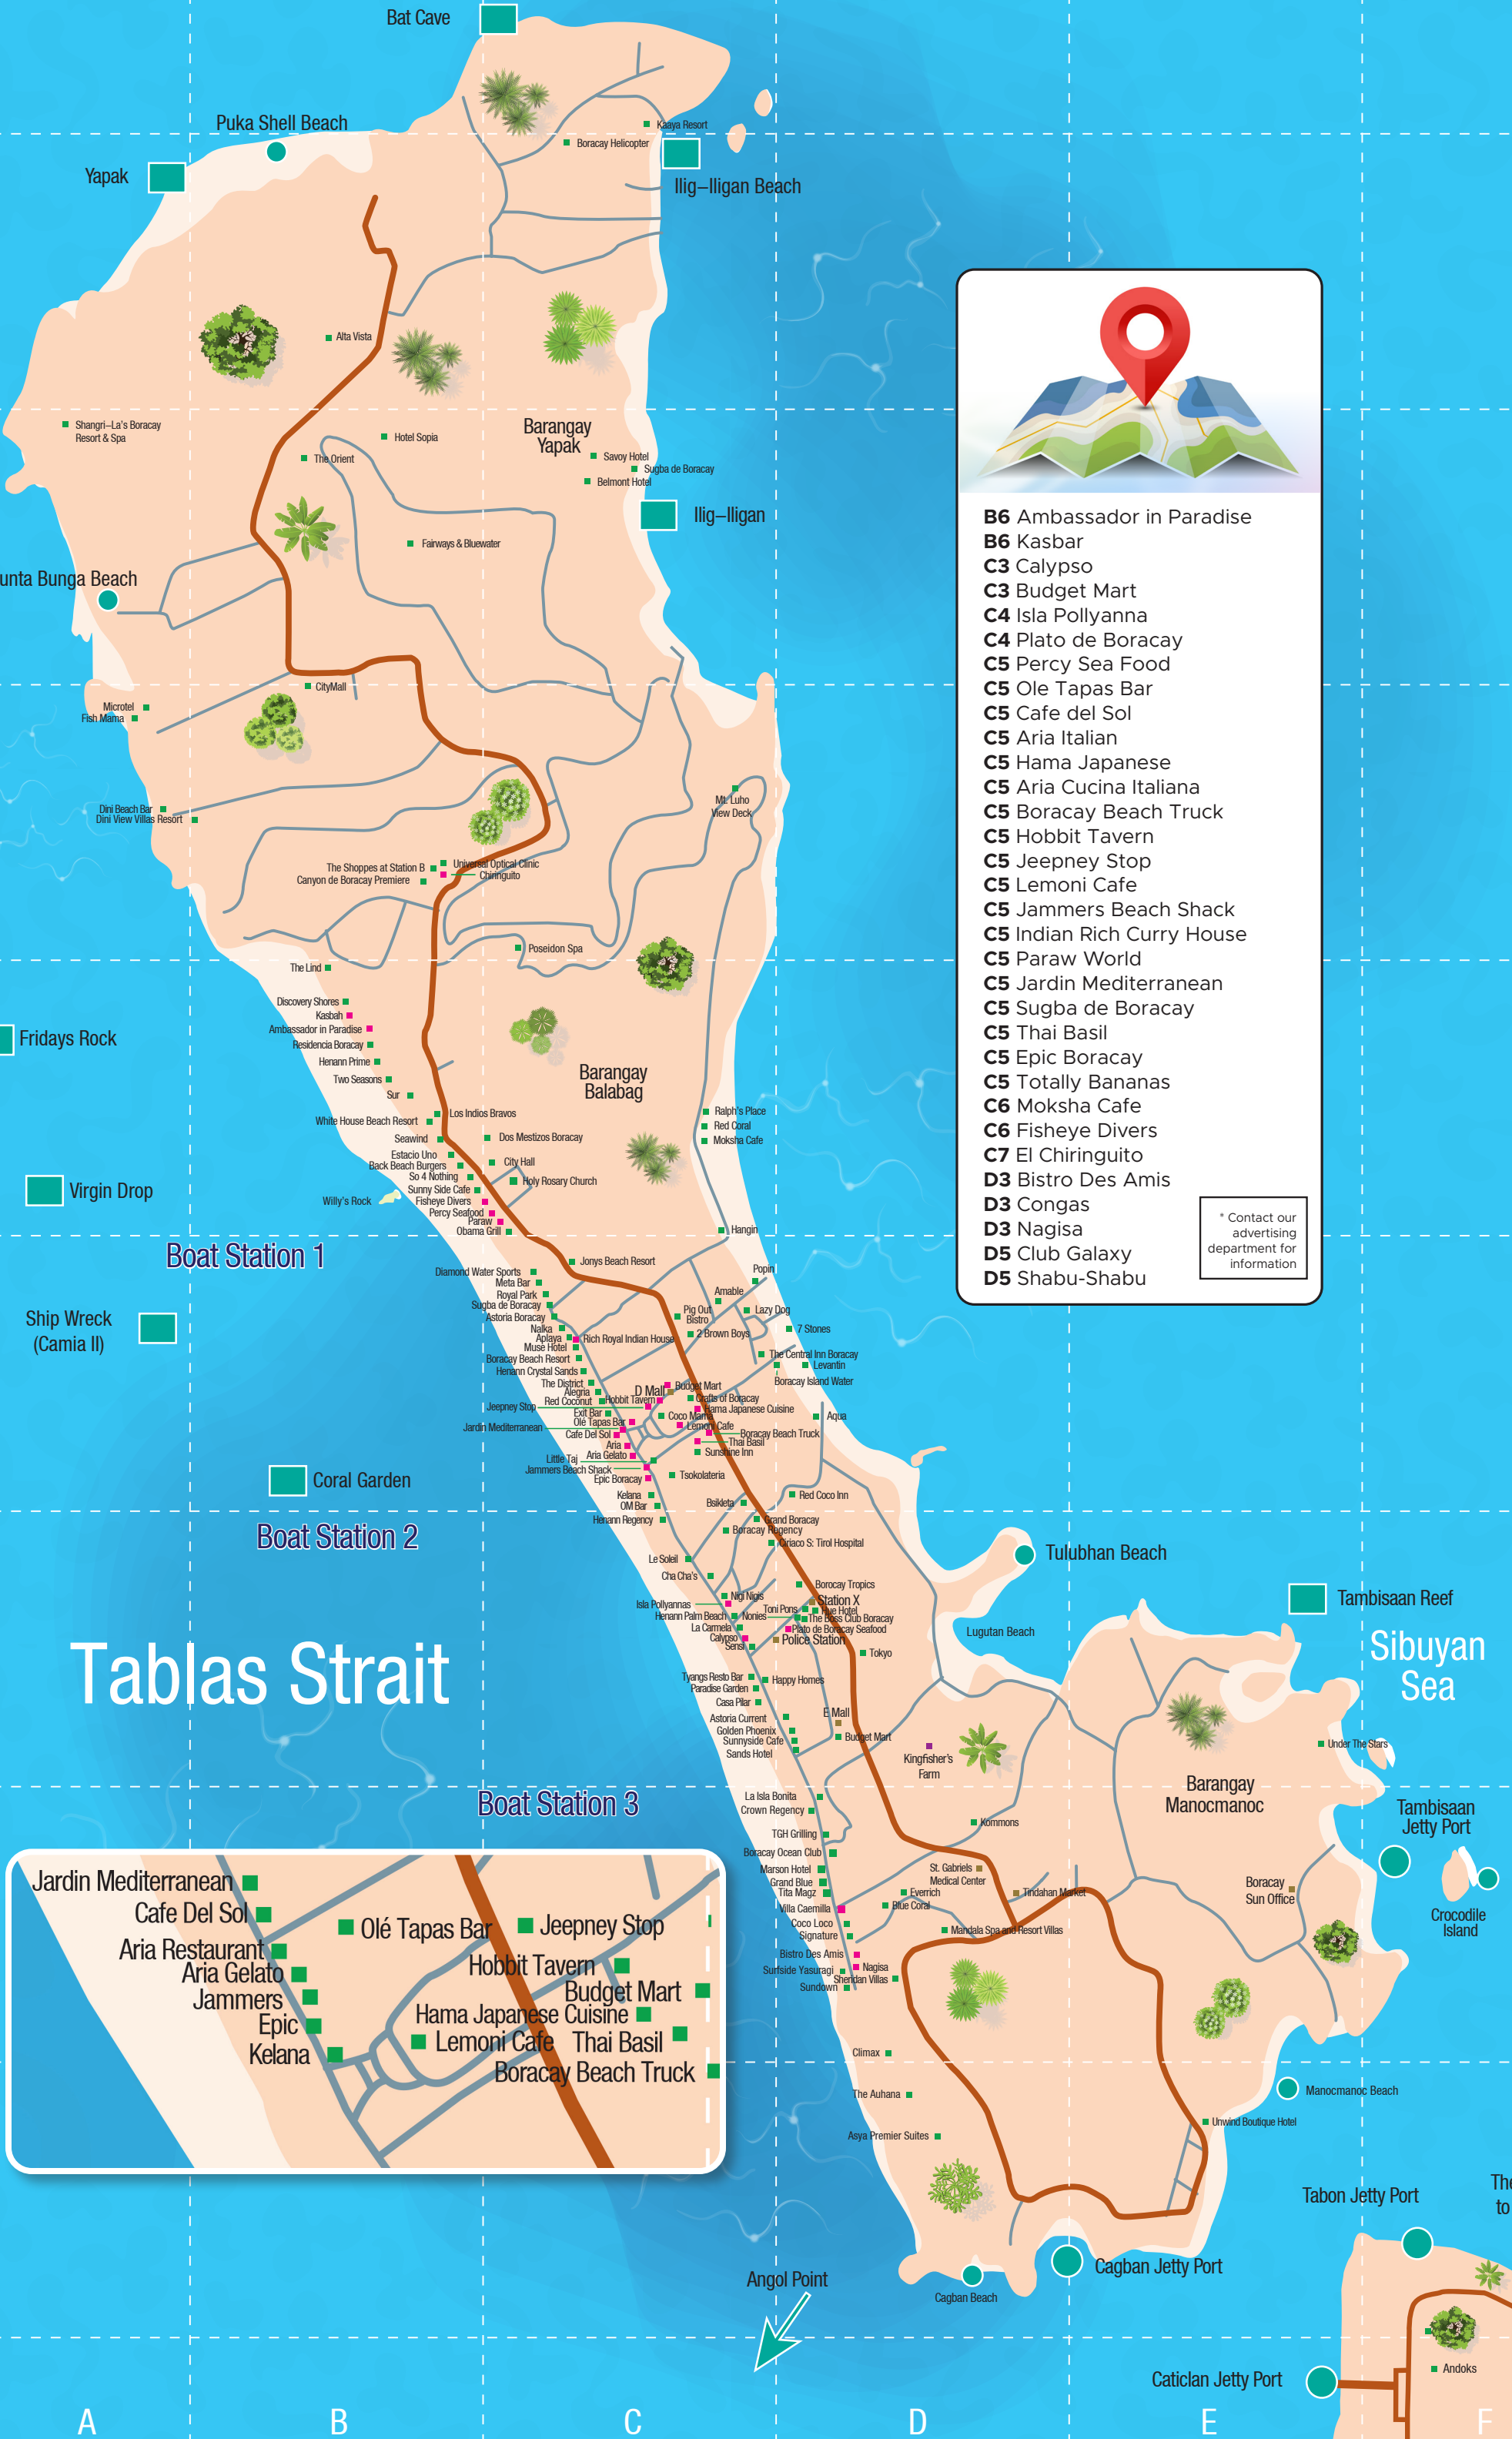 Bat Cave
Puka Shell Beach
Yapak
Kaaya Resort
Boracay Helicopter
Ilig–Iligan Beach
Alta Vista
Shangri–La's Boracay
Resort & Spa
Hotel Sopia
The Orient
Barangay
Yapak
Savoy Hotel
Sugba de Boracay
Belmont Hotel
Ilig–Iligan
Fairways & Bluewater
unta Bunga Beach
CityMall
Microtel
Fish Mama
Dini Beach Bar
Dini View Villas Resort
Mt. Luho
View Deck
The Shoppes at Station B
Universal Optical Clinic
Chiringuito
Canyon de Boracay Premiere
Poseidon Spa
The Lind
Discovery Shores
Kasbah
Ambassador in Paradise
Residencia Boracay
Henann Prime
Two Seasons
Sur
Fridays Rock
Barangay
Balabag
Los Indios Bravos
White House Beach Resort
Seawind
Dos Mestizos Boracay
Ralph's Place
Red Coral
Moksha Cafe
Estacio Uno
Back Beach Burgers
City Hall
So 4 Nothing
Holy Rosary Church
Sunny Side Cafe
Willy's Rock
Fisheye Divers
Percy Seafood
Paraw
Obama Grill
Hangin
Virgin Drop
Boat Station 1
Ship Wreck
(Camia II)
Jonys Beach Resort
Diamond Water Sports
Meta Bar
Royal Park
Sugba de Boracay
Astoria Boracay
Nalka
Aplaya
Rich Royal Indian House
Muse Hotel
Boracay Beach Resort
Henann Crystal Sands
The District
Alegria
Red Coconut
Popin
Amable
Pig Out
Bistro
Lazy Dog
2 Brown Boys
7 Stones
The Central Inn Boracay
Levantin
Boracay Island Water
D Mall
Budget Mart
Hobbit Tavern
Crafts of Boracay
Jeepney Stop
Hama Japanese Cuisine
Exit Bar
Coco Mama
Aqua
Olé Tapas Bar
Lemoni Cafe
Jardin Mediterranean
Boracay Beach Truck
Cafe Del Sol
Thai Basil
Aria
Sunshine Inn
Aria Gelato
Little Taj
Jammers Beach Shack
Tsokolateria
Epic Boracay
Kelana
OM Bar
Bsikleta
Red Coco Inn
Coral Garden
Boat Station 2
Henann Regency
Grand Boracay
Boracay Regency
Ciriaco S: Tirol Hospital
Le Soleil
Cha Cha's
Borocay Tropics
Nigi Nigis
Station X
Isla Pollyannas
Toni Pons
Hue Hotel
Henann Palm Beach
Nonies
The Boss Club Boracay
La Carmela
Plato de Boracay Seafood
Calypso
Police Station
Sensi
Tokyo
Tulubhan Beach
Tambisaan Reef
Lugutan Beach
Tablas Strait
Sibuyan
Sea
Tyangs Resto Bar
Happy Homes
Paradise Garden
Casa Pilar
E Mall
Astoria Current
Golden Phoenix
Budget Mart
Sunnyside Cafe
Sands Hotel
Kingfisher's
Farm
Under The Stars
Barangay
Manocmanoc
Boat Station 3
La Isla Bonita
Crown Regency
TGH Grilling
Kommons
Boracay Ocean Club
Marson Hotel
St. Gabriels
Medical Center
Grand Blue
Tita Magz
Everrich
Tindahan Market
Villa Caemilla
Blue Coral
Coco Loco
Signature
Mandala Spa and Resort Villas
Bistro Des Amis
Nagisa
Surfside Yasuragi
Sheridan Villas
Sundown
Tambisaan
Jetty Port
Boracay
Sun Office
Crocodile
Island
Climax
The Auhana
Asya Premier Suites
Manocmanoc Beach
Unwind Boutique Hotel
Tabon Jetty Port
The
to
Cagban Jetty Port
Cagban Beach
Angol Point
Caticlan Jetty Port
Andoks
B6 Ambassador in Paradise
B6 Kasbar
C3 Calypso
C3 Budget Mart
C4 Isla Pollyanna
C4 Plato de Boracay
C5 Percy Sea Food
C5 Ole Tapas Bar
C5 Cafe del Sol
C5 Aria Italian
C5 Hama Japanese
C5 Aria Cucina Italiana
C5 Boracay Beach Truck
C5 Hobbit Tavern
C5 Jeepney Stop
C5 Lemoni Cafe
C5 Jammers Beach Shack
C5 Indian Rich Curry House
C5 Paraw World
C5 Jardin Mediterranean
C5 Sugba de Boracay
C5 Thai Basil
C5 Epic Boracay
C5 Totally Bananas
C6 Moksha Cafe
C6 Fisheye Divers
C7 El Chiringuito
D3 Bistro Des Amis
D3 Congas
D3 Nagisa
D5 Club Galaxy
D5 Shabu-Shabu
* Contact our
advertising
department for
information
Jardin Mediterranean
Cafe Del Sol
Olé Tapas Bar
Jeepney Stop
Aria Restaurant
Aria Gelato
Hobbit Tavern
Jammers
Budget Mart
Epic
Hama Japanese Cuisine
Kelana
Lemoni Cafe
Thai Basil
Boracay Beach Truck
A
B
C
D
E
F